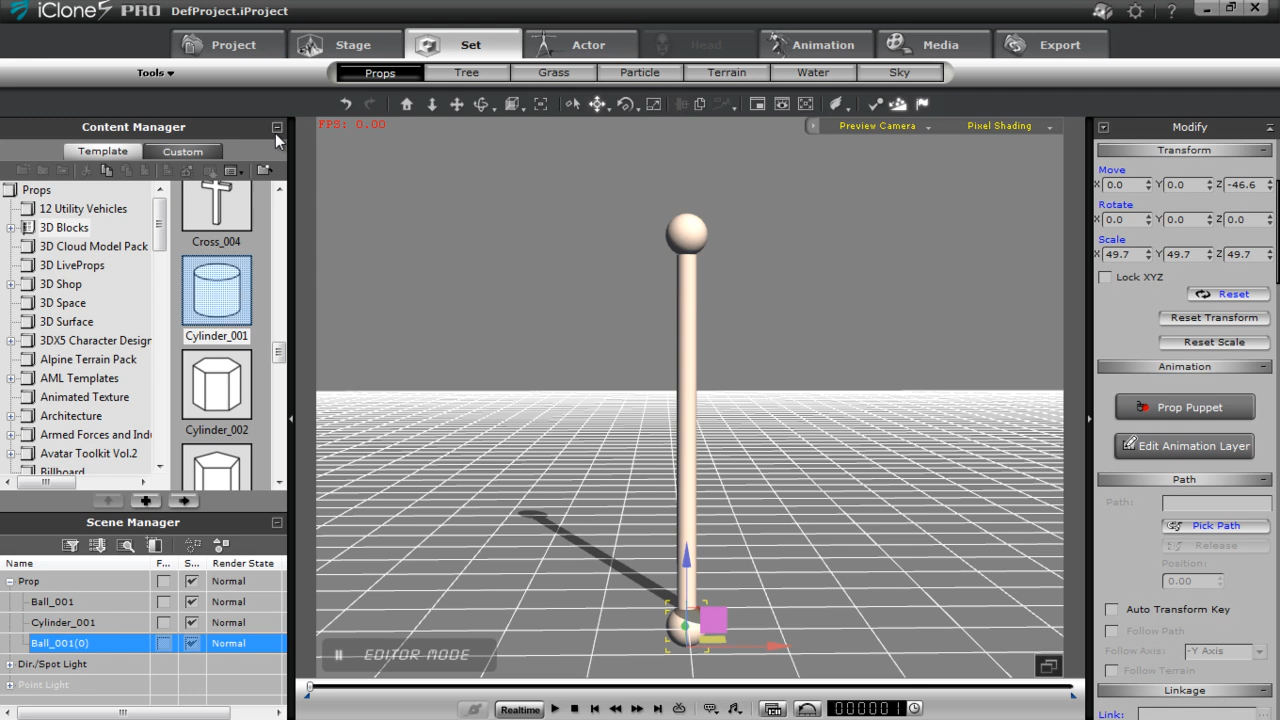 iClone5 PRO DefProject.iProject
Project Stage Set Actor Head Animation Media Export
Tools Props Tree Grass Particle Terrain Water Sky
Content Manager
Template Custom
Props
12 Utility Vehicles
3D Blocks
3D Cloud Model Pack
3D LiveProps
3D Shop
3D Space
3D Surface
3DX5 Character Design
Alpine Terrain Pack
AML Templates
Animated Texture
Architecture
Armed Forces and Indu
Avatar Toolkit Vol.2
Billboard
Cross_004
Cylinder_001
Cylinder_002
Scene Manager
Name F... S... Render State
Prop Normal
Ball_001 Normal
Cylinder_001 Normal
Ball_001(0) Normal
Dir./Spot Light Normal
Point Light Normal
FPS: 0.00
Preview Camera Pixel Shading
EDITOR MODE
Realtime 000001
Modify
Transform
Move
X 0.0 Y 0.0 Z -46.6
Rotate
X 0.0 Y 0.0 Z 0.0
Scale
X 49.7 Y 49.7 Z 49.7
Lock XYZ
Reset
Reset Transform
Reset Scale
Animation
Prop Puppet
Edit Animation Layer
Path
Path:
Pick Path
Release
Position:
0.00
Auto Transform Key
Follow Path
Follow Axis: -Y Axis
Follow Terrain
Linkage
Link: